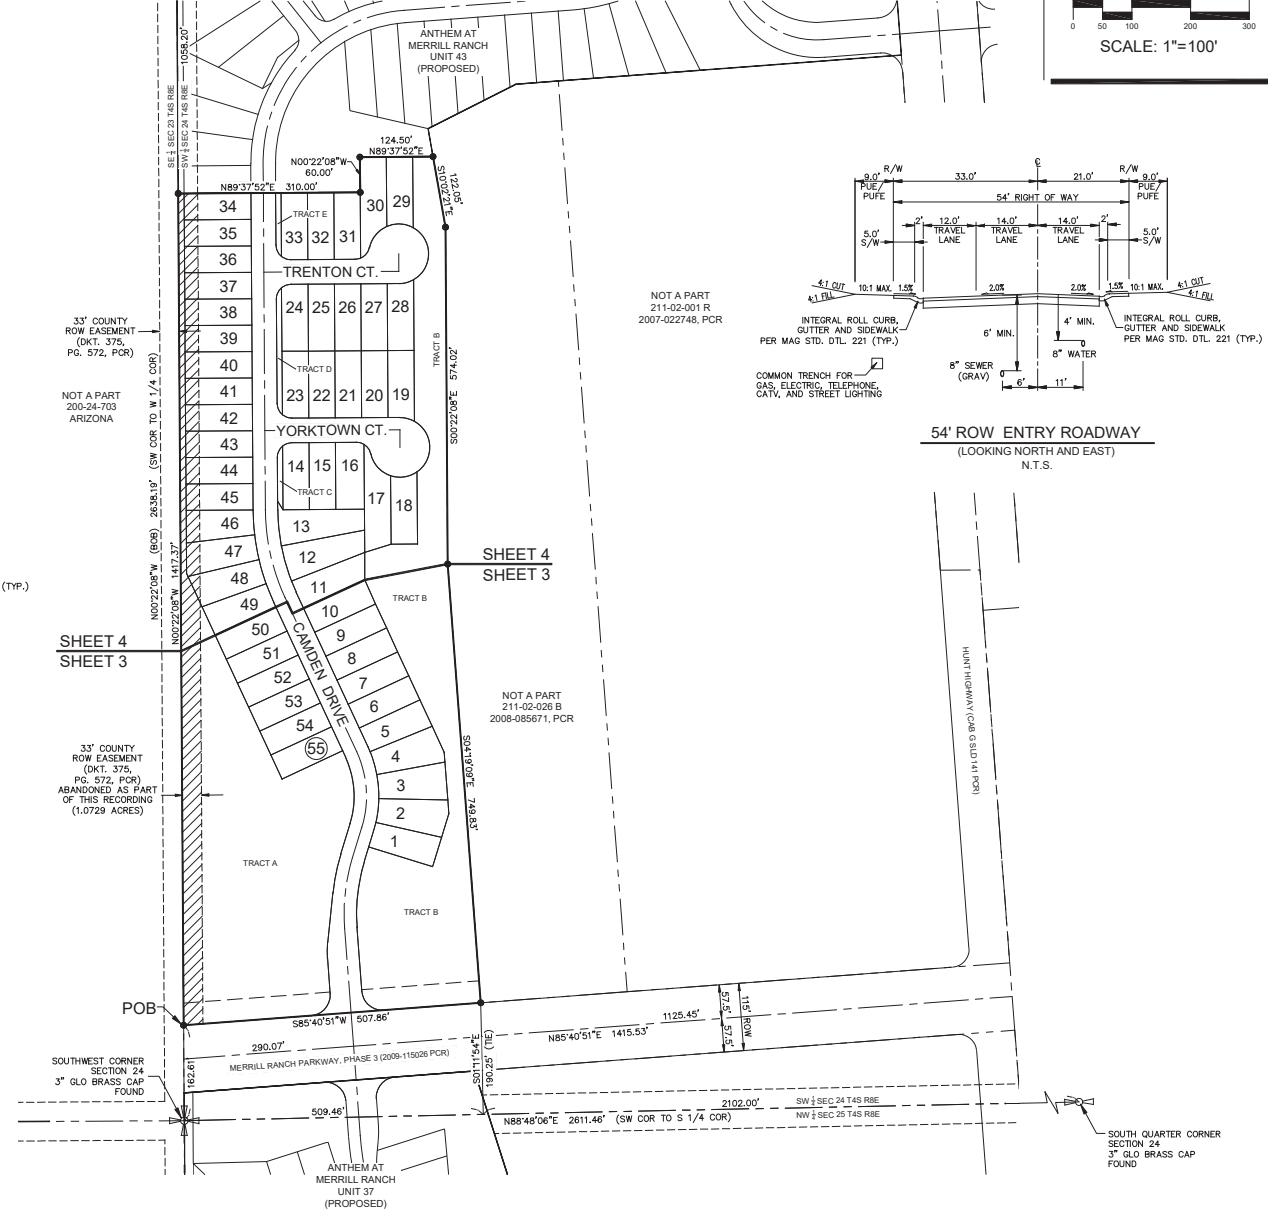 0 50 100 200 300
SCALE: 1"=100'
1058.20'
SE ¼ SEC 23 T4S R8E
SW ¼ SEC 24 T4S R8E
ANTHEM AT
MERRILL RANCH
UNIT 43
(PROPOSED)
124.50'
N89°37'52"E
N00°22'08"W
60.00'
N89°37'52"E 310.00'
122.05'
S10°02'21"E
34
35
36
37
38
39
40
41
42
43
44
45
46
47
48
49
50
51
52
53
54
55
TRACT E
33 32 31 30 29
TRENTON CT.
24 25 26 27 28
TRACT D
23 22 21 20 19
YORKTOWN CT.
14 15 16
TRACT C
17 18
13
12
11
10
9
8
7
6
5
4
3
2
1
CAMDEN DRIVE
TRACT B
S00°22'08"E 574.02'
33' COUNTY
ROW EASEMENT
(DKT. 375,
PG. 572, PCR)
NOT A PART
200-24-703
ARIZONA
N00°22'08"W (BOB) 2638.19' (SW COR TO W 1/4 COR)
N00°22'08"W 1417.37'
(TYP.)
SHEET 4
SHEET 3
SHEET 4
SHEET 3
TRACT B
NOT A PART
211-02-001 R
2007-022748, PCR
NOT A PART
211-02-026 B
2008-085671, PCR
S04°19'09"E 749.83'
33' COUNTY
ROW EASEMENT
(DKT. 375,
PG. 572, PCR)
ABANDONED AS PART
OF THIS RECORDING
(1.0729 ACRES)
TRACT A
TRACT B
POB
S85°40'51"W 507.86'
290.07'
MERRILL RANCH PARKWAY, PHASE 3 (2009-115026 PCR)
162.61'
SOUTHWEST CORNER
SECTION 24
3" GLO BRASS CAP
FOUND
509.46'
S01°11'54"E
190.25' (TIE)
N85°40'51"E 1415.53'
1125.45'
57.5'
57.5'
115' ROW
2102.00'
SW ¼ SEC 24 T4S R8E
NW ¼ SEC 25 T4S R8E
N88°48'06"E 2611.46' (SW COR TO S 1/4 COR)
SOUTH QUARTER CORNER
SECTION 24
3" GLO BRASS CAP
FOUND
ANTHEM AT
MERRILL RANCH
UNIT 37
(PROPOSED)
HUNT HIGHWAY (CAB G SLD 141 PCR)
R/W ℄ R/W
9.0' 33.0' 21.0' 9.0'
PUE/
PUFE
PUE/
PUFE
54' RIGHT OF WAY
2' 12.0' 14.0' 14.0' 2'
TRAVEL
LANE
TRAVEL
LANE
TRAVEL
LANE
5.0'
S/W
5.0'
S/W
4:1 CUT
4:1 FILL
10:1 MAX. 1.5% 2.0% 2.0% 1.5% 10:1 MAX.
4:1 CUT
4:1 FILL
INTEGRAL ROLL CURB,
GUTTER AND SIDEWALK
PER MAG STD. DTL. 221 (TYP.)
6' MIN.
4' MIN.
INTEGRAL ROLL CURB,
GUTTER AND SIDEWALK
PER MAG STD. DTL. 221 (TYP.)
8" WATER
8" SEWER
(GRAV)
6' 11'
COMMON TRENCH FOR
GAS, ELECTRIC, TELEPHONE,
CATV, AND STREET LIGHTING
54' ROW ENTRY ROADWAY
(LOOKING NORTH AND EAST)
N.T.S.